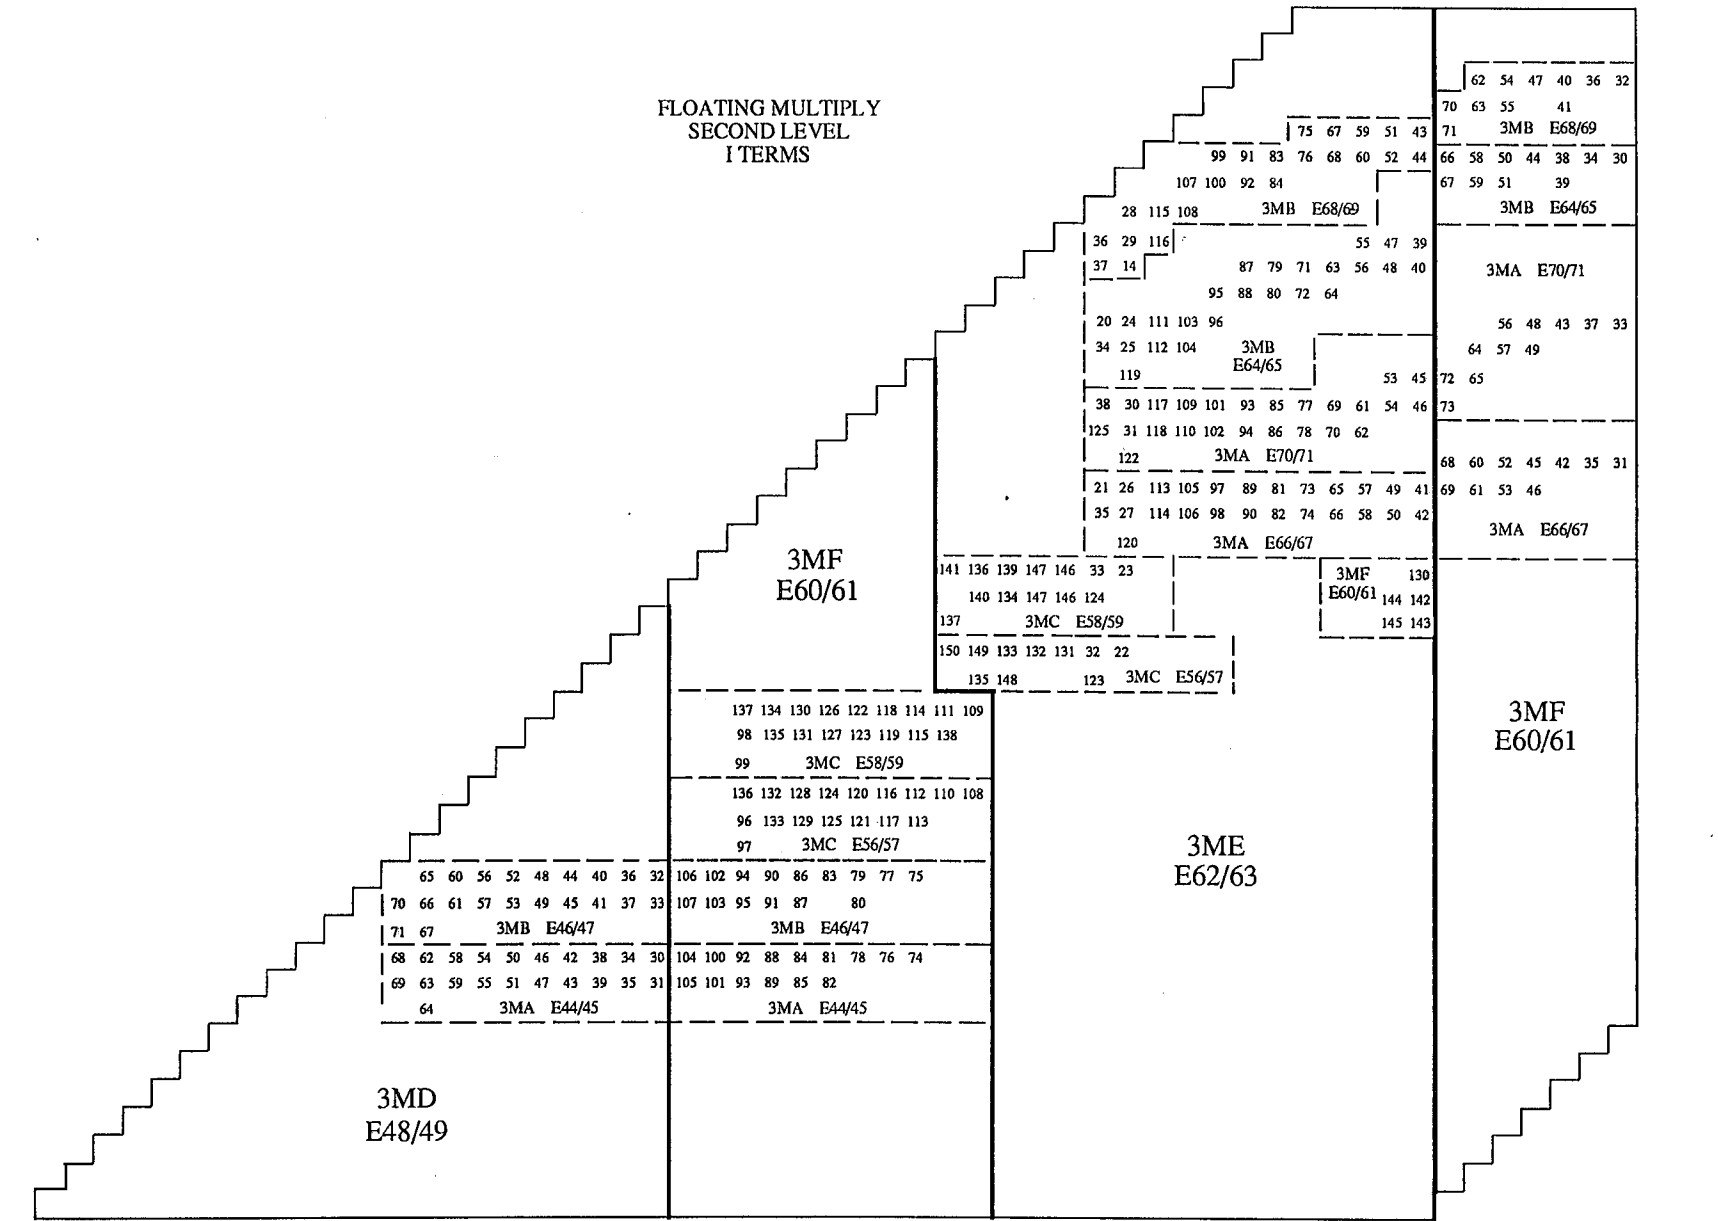 FLOATING MULTIPLY
SECOND LEVEL
I TERMS
62 54 47 40 36 32
70 63 55 41
71 3MB E68/69
75 67 59 51 43
99 91 83 76 68 60 52 44
107 100 92 84
28 115 108 3MB E68/69
36 29 116
37 14
66 58 50 44 38 34 30
67 59 51 39
3MB E64/65
55 47 39
87 79 71 63 56 48 40
95 88 80 72 64
20 24 111 103 96
34 25 112 104 3MB
E64/65
119
3MA E70/71
56 48 43 37 33
64 57 49
72 65
73
53 45
38 30 117 109 101 93 85 77 69 61 54 46
125 31 118 110 102 94 86 78 70 62
122 3MA E70/71
68 60 52 45 42 35 31
69 61 53 46
3MA E66/67
21 26 113 105 97 89 81 73 65 57 49 41
35 27 114 106 98 90 82 74 66 58 50 42
120 3MA E66/67
3MF
E60/61
141 136 139 147 146 33 23
140 134 147 146 124
137 3MC E58/59
3MF 130
E60/61 144 142
145 143
150 149 133 132 131 32 22
135 148 123 3MC E56/57
3MF
E60/61
137 134 130 126 122 118 114 111 109
98 135 131 127 123 119 115 138
99 3MC E58/59
136 132 128 124 120 116 112 110 108
96 133 129 125 121 117 113
97 3MC E56/57
3ME
E62/63
65 60 56 52 48 44 40 36 32
70 66 61 57 53 49 45 41 37 33
71 67 3MB E46/47
106 102 94 90 86 83 79 77 75
107 103 95 91 87 80
3MB E46/47
68 62 58 54 50 46 42 38 34 30
69 63 59 55 51 47 43 39 35 31
64 3MA E44/45
104 100 92 88 84 81 78 76 74
105 101 93 89 85 82
3MA E44/45
3MD
E48/49